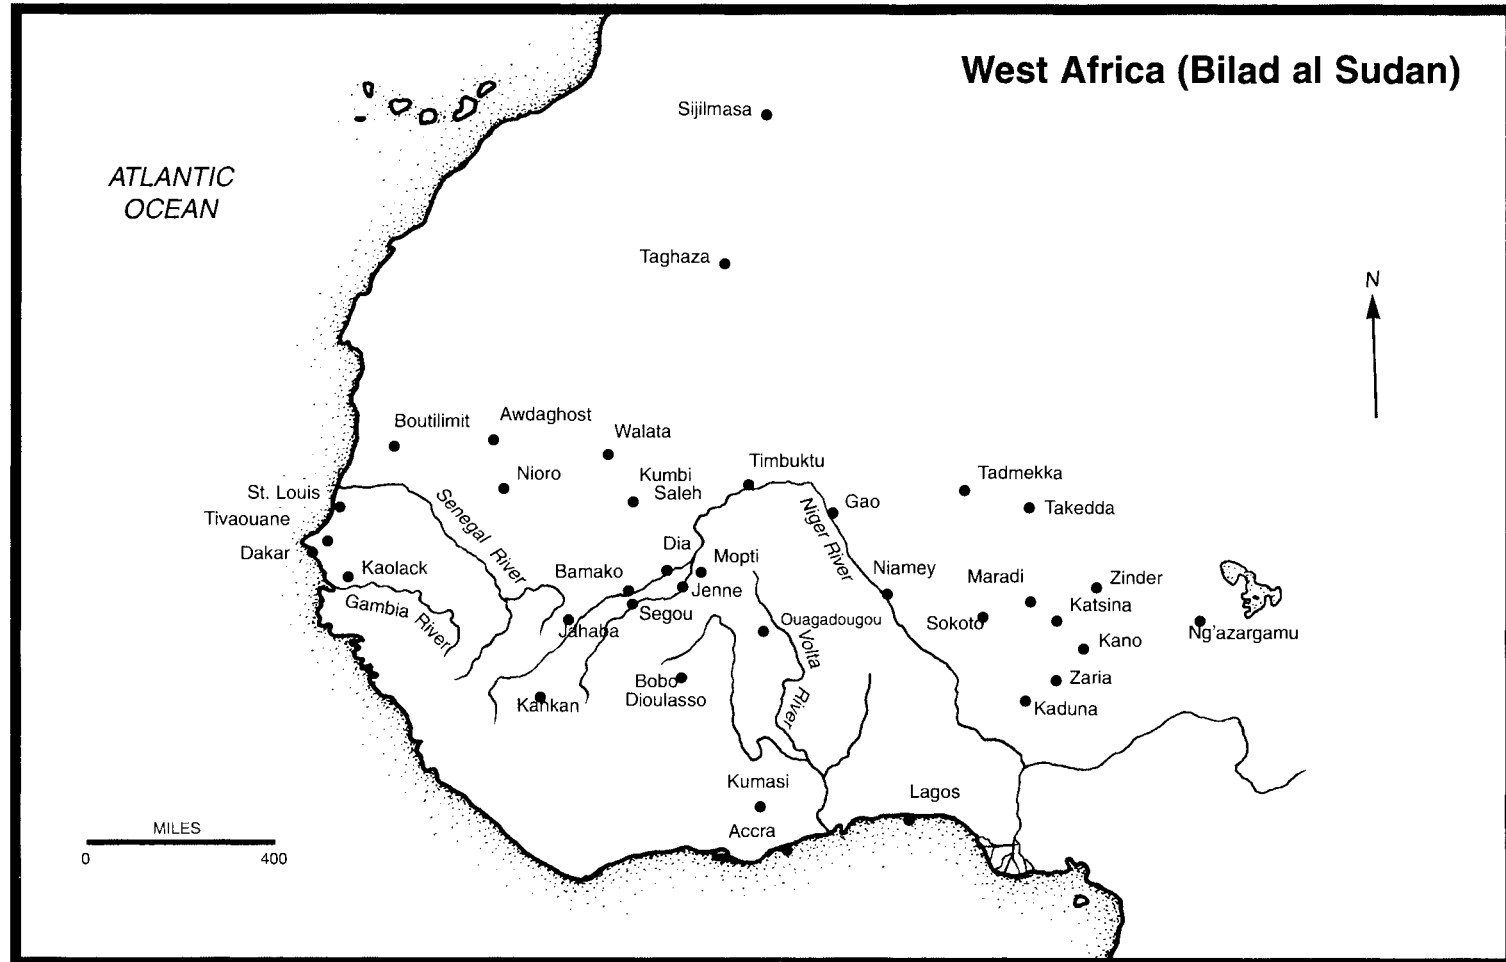 West Africa (Bilad al Sudan)
Sijilmasa
ATLANTIC
OCEAN
Taghaza
N
Boutilimit
Awdaghost
Walata
Nioro
Kumbi
Saleh
Timbuktu
Tadmekka
St. Louis
Senegal River
Niger River
Gao
Takedda
Tivaouane
Dakar
Dia
Mopti
Kaolack
Bamako
Niamey
Maradi
Zinder
Jenne
Gambia River
Segou
Katsina
Jahaba
Ouagadougou
Sokoto
Ng'azargamu
Volta
River
Kano
Bobo
Dioulasso
Zaria
Kankan
Kaduna
Kumasi
Lagos
Accra
MILES
0 400